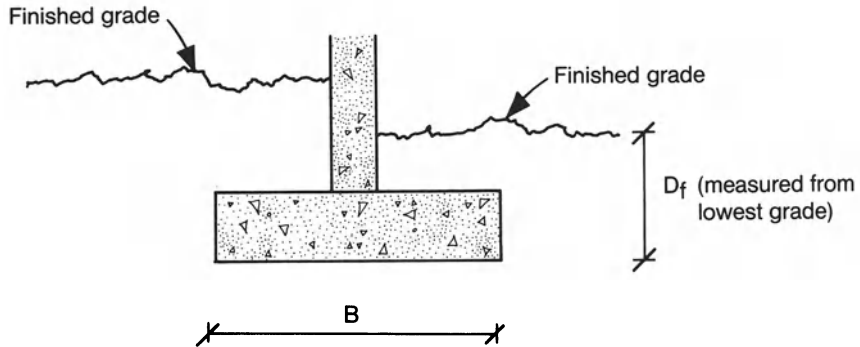 Finished grade
Finished grade
Df (measured from
lowest grade)
B